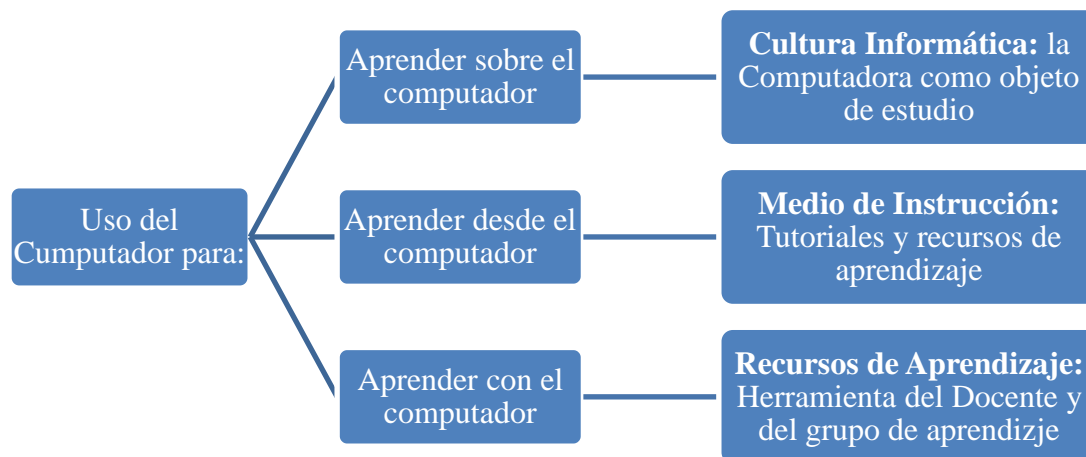 Uso del
Cumputador para:
Aprender sobre el
computador
Cultura Informática: la
Computadora como objeto
de estudio
Aprender desde el
computador
Medio de Instrucción:
Tutoriales y recursos de
aprendizaje
Aprender con el
computador
Recursos de Aprendizaje:
Herramienta del Docente y
del grupo de aprendizje